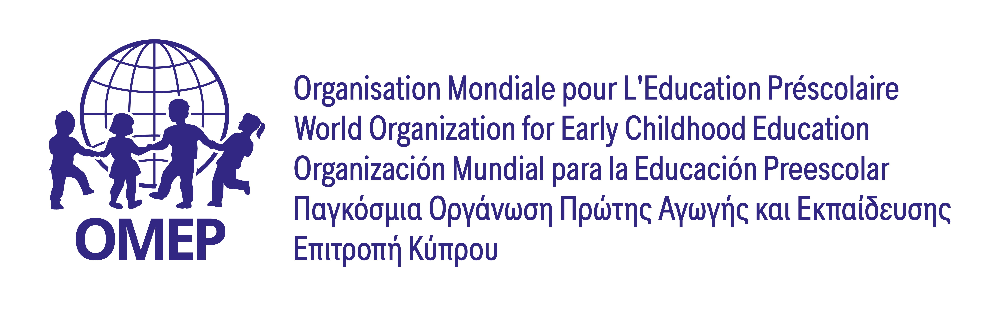 OMEP
Organisation Mondiale pour L'Education Préscolaire
World Organization for Early Childhood Education
Organización Mundial para la Educación Preescolar
Παγκόσμια Οργάνωση Πρώτης Αγωγής και Εκπαίδευσης
Επιτροπή Κύπρου